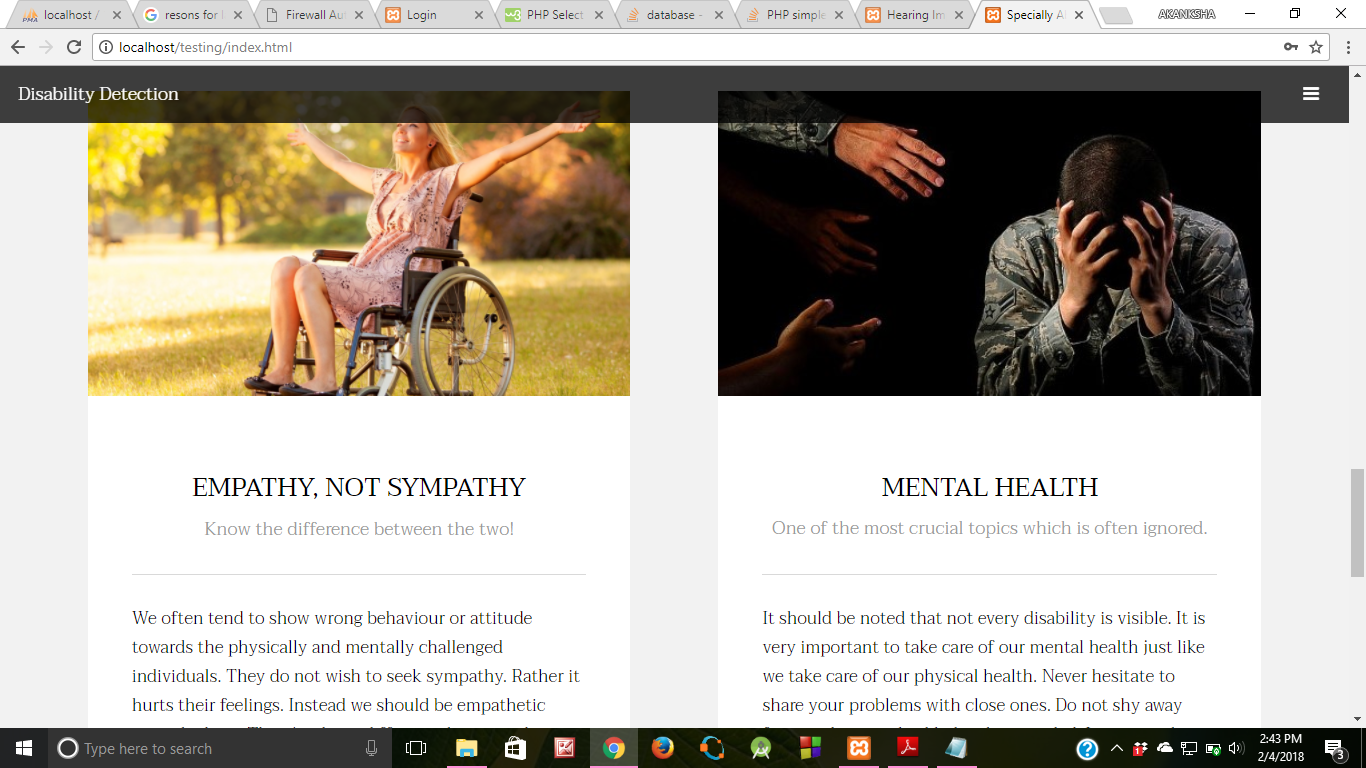 localhost /
resons for
Firewall Au
Login
PHP Select
database -
PHP simple
Hearing Im
Specially A
AKANKSHA
localhost/testing/index.html
Disability Detection
EMPATHY, NOT SYMPATHY
Know the difference between the two!
We often tend to show wrong behaviour or attitude
towards the physically and mentally challenged
individuals. They do not wish to seek sympathy. Rather it
hurts their feelings. Instead we should be empathetic
MENTAL HEALTH
One of the most crucial topics which is often ignored.
It should be noted that not every disability is visible. It is
very important to take care of our mental health just like
we take care of our physical health. Never hesitate to
share your problems with close ones. Do not shy away
Type here to search
2:43 PM
2/4/2018
3